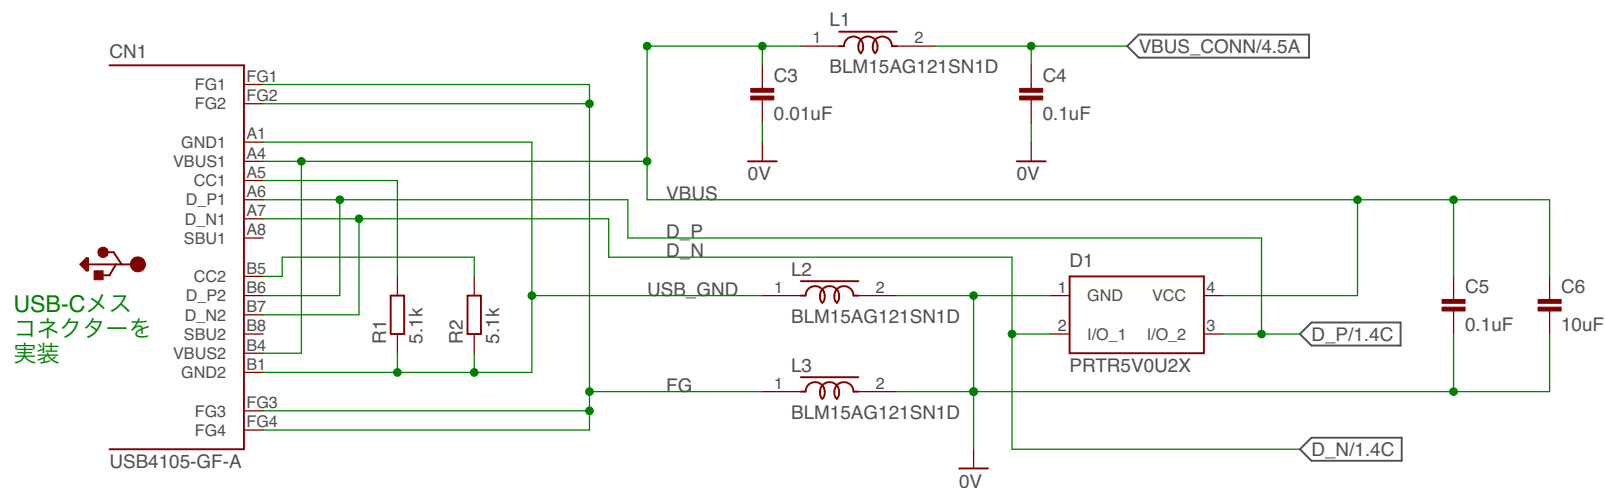 CN1
FG1 FG1
FG2 FG2
GND1 A1
VBUS1 A4
CC1 A5
D_P1 A6
D_N1 A7
SBU1 A8
CC2 B5
D_P2 B6
D_N2 B7
SBU2 B8
VBUS2 B4
GND2 B1
FG3 FG3
FG4 FG4
USB4105-GF-A
USB-Cメス
コネクターを
実装
R1
5.1k
R2
5.1k
L1
1 2
BLM15AG121SN1D
VBUS_CONN/4.5A
C3
0.01uF
0V
C4
0.1uF
0V
VBUS
D_P
D_N
USB_GND
L2
1 2
BLM15AG121SN1D
FG
L3
1 2
BLM15AG121SN1D
0V
D1
1 GND VCC 4
2 I/O_1 I/O_2 3
PRTR5V0U2X
C5
0.1uF
C6
10uF
D_P/1.4C
D_N/1.4C